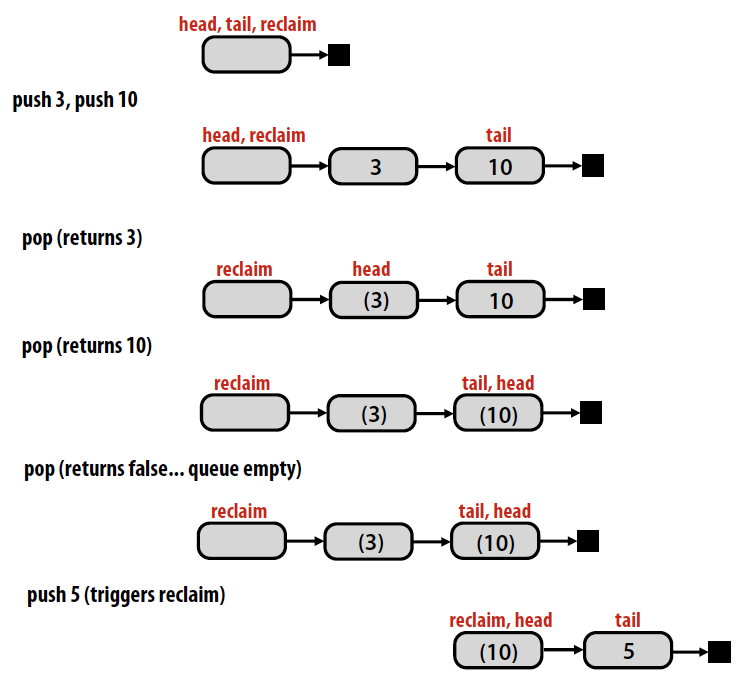 head, tail, reclaim
push 3, push 10
head, reclaim tail
3 10
pop (returns 3)
reclaim head tail
(3) 10
pop (returns 10)
reclaim tail, head
(3) (10)
pop (returns false... queue empty)
reclaim tail, head
(3) (10)
push 5 (triggers reclaim)
reclaim, head tail
(10) 5